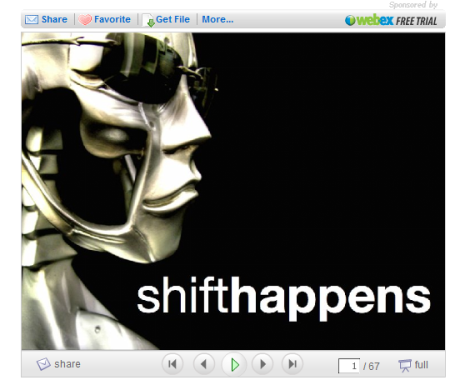 Sponsored by
Share Favorite Get File More... webex FREE TRIAL
shifthappens
share 1 / 67 full